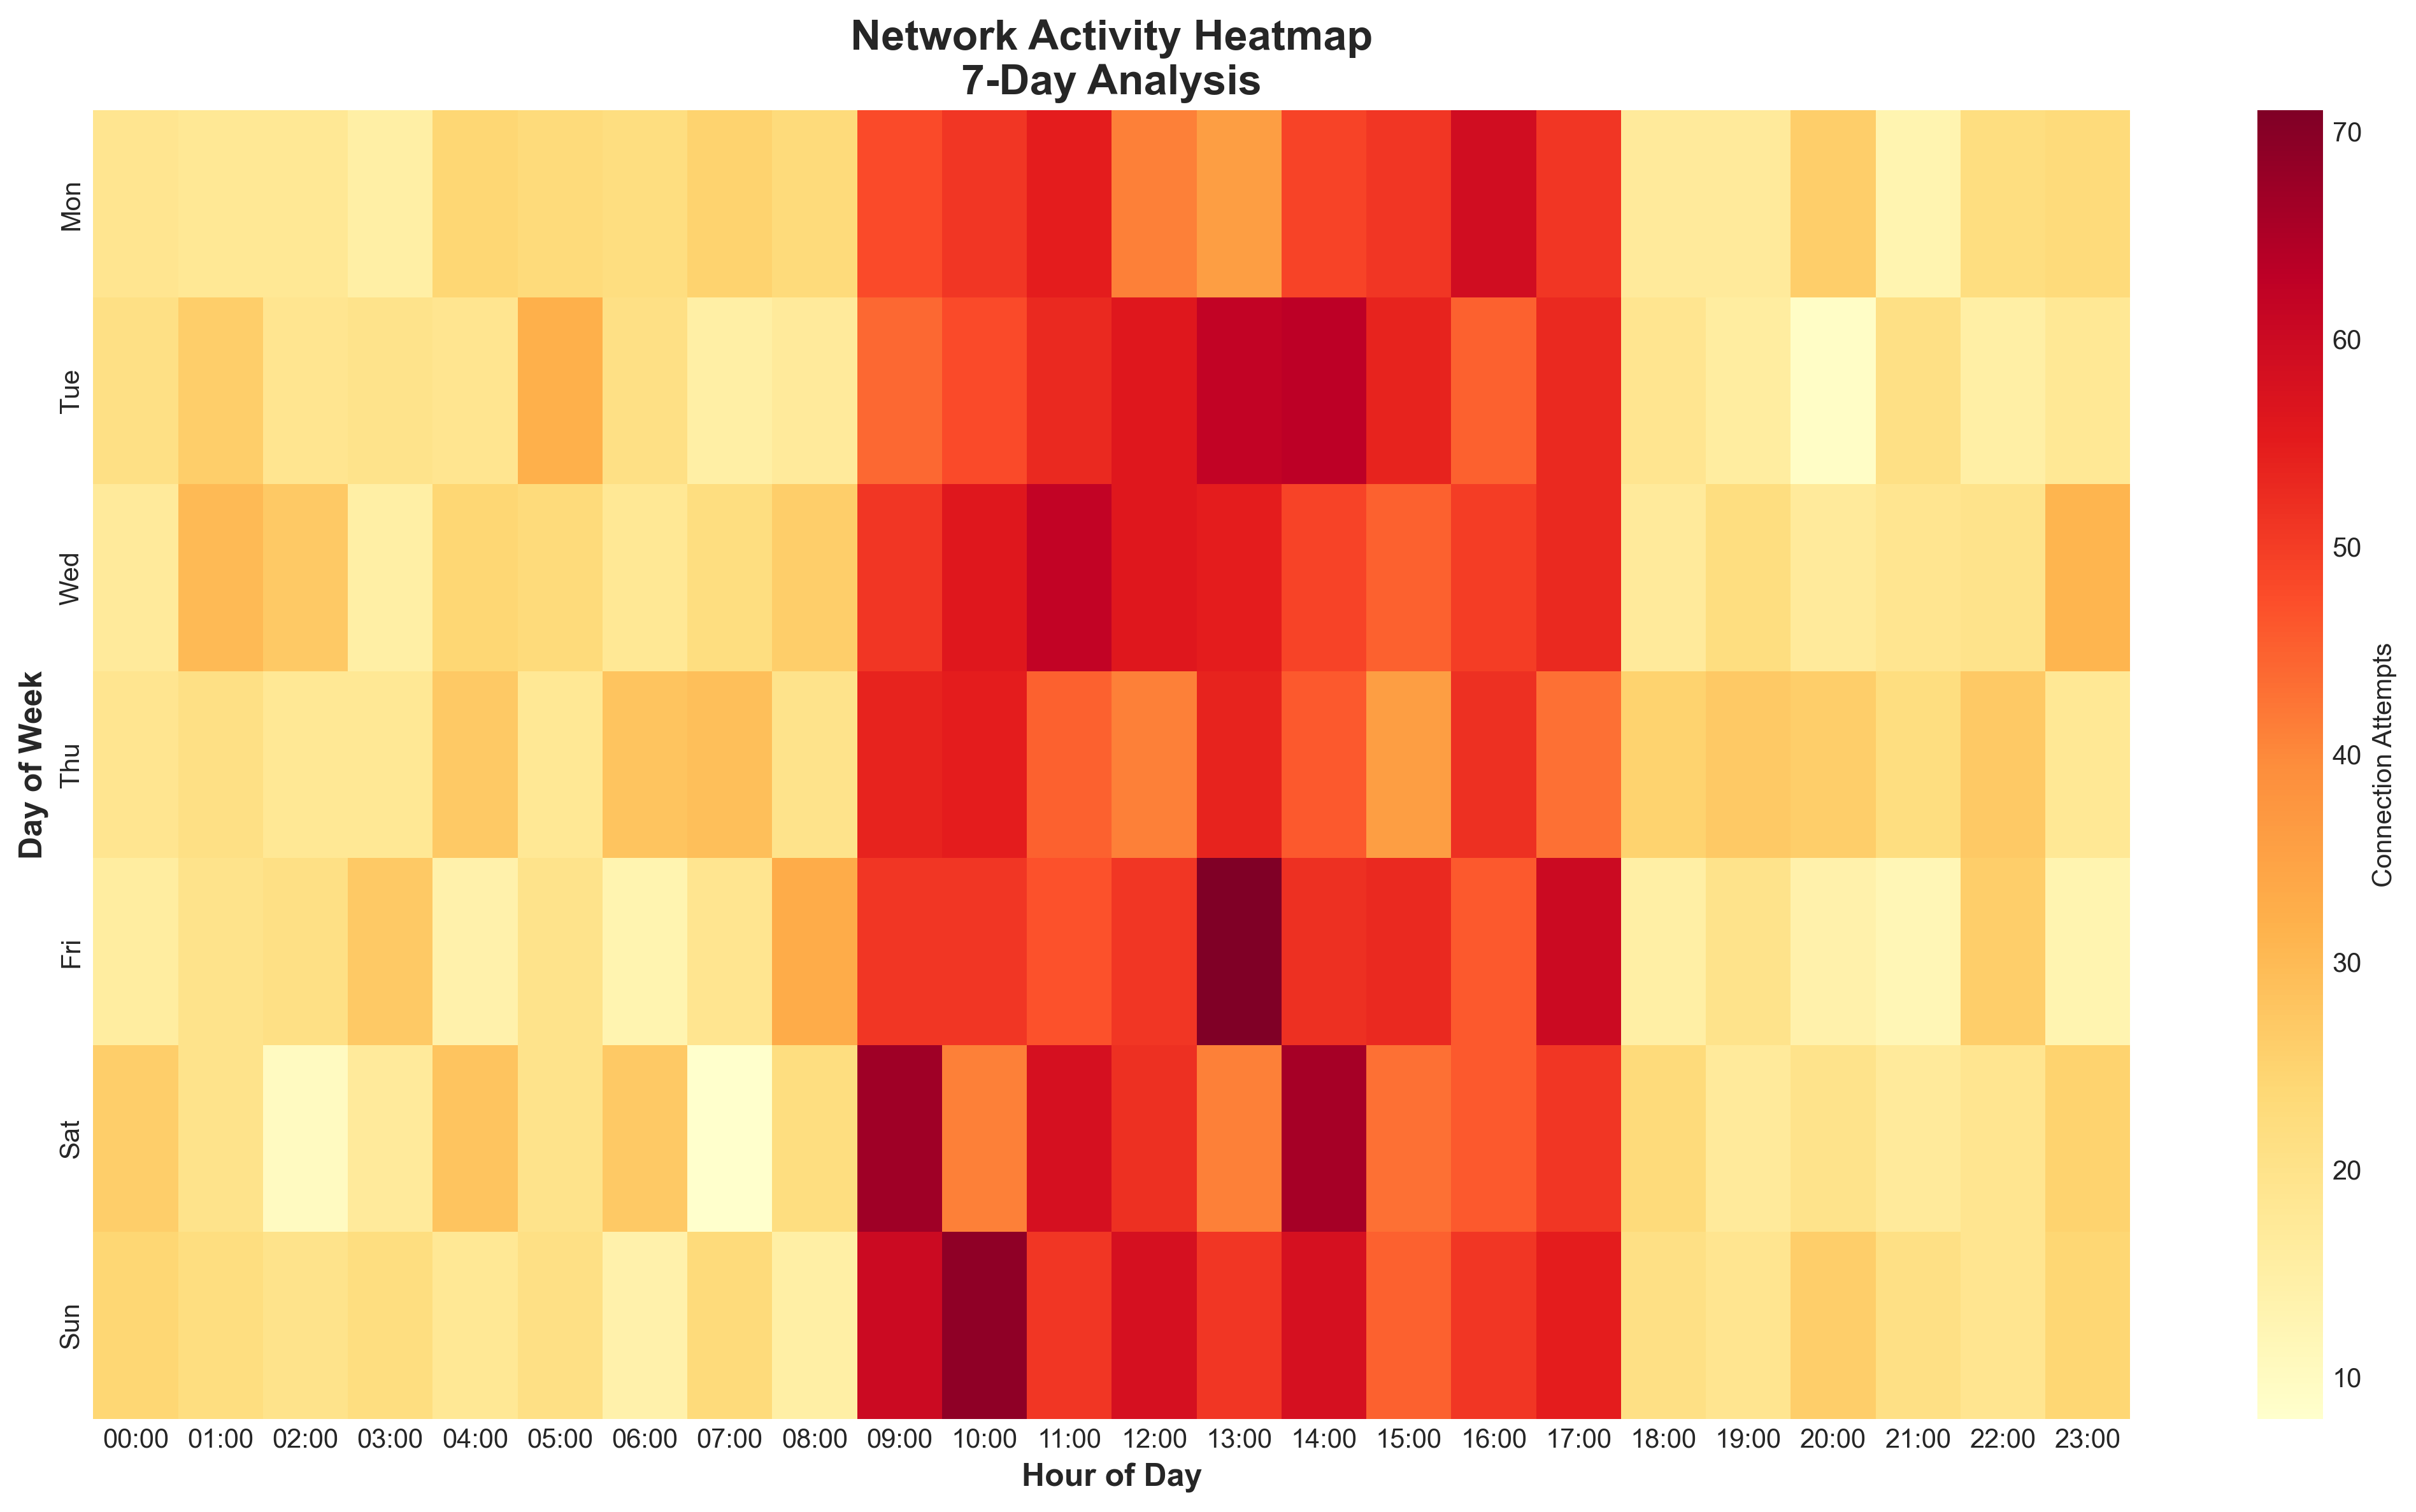 Network Activity Heatmap
7-Day Analysis
Day of Week
Mon
Tue
Wed
Thu
Fri
Sat
Sun
00:00 01:00 02:00 03:00 04:00 05:00 06:00 07:00 08:00 09:00 10:00 11:00 12:00 13:00 14:00 15:00 16:00 17:00 18:00 19:00 20:00 21:00 22:00 23:00
Hour of Day
70
60
50
40
30
20
10
Connection Attempts